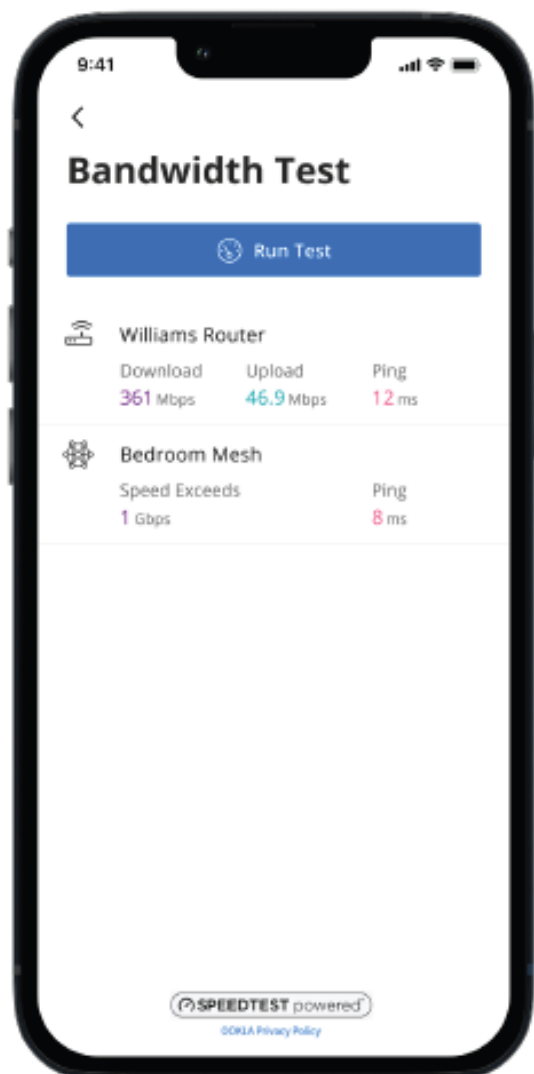 9:41
Bandwidth Test
Run Test
Williams Router
Download Upload Ping
361 Mbps 46.9 Mbps 12 ms
Bedroom Mesh
Speed Exceeds Ping
1 Gbps 8 ms
SPEEDTEST powered
OOKLA Privacy Policy